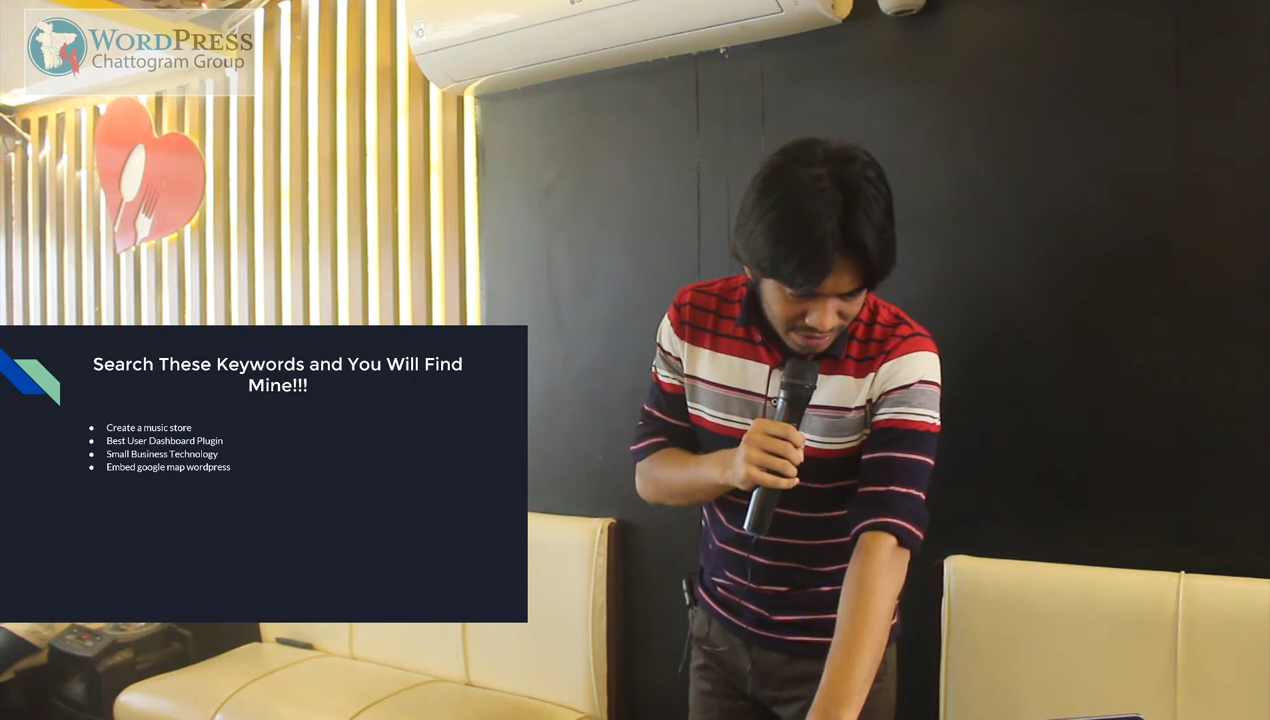 WORDPRESS
Chattogram Group
Search These Keywords and You Will Find
Mine!!!
● Create a music store
● Best User Dashboard Plugin
● Small Business Technology
● Embed google map wordpress